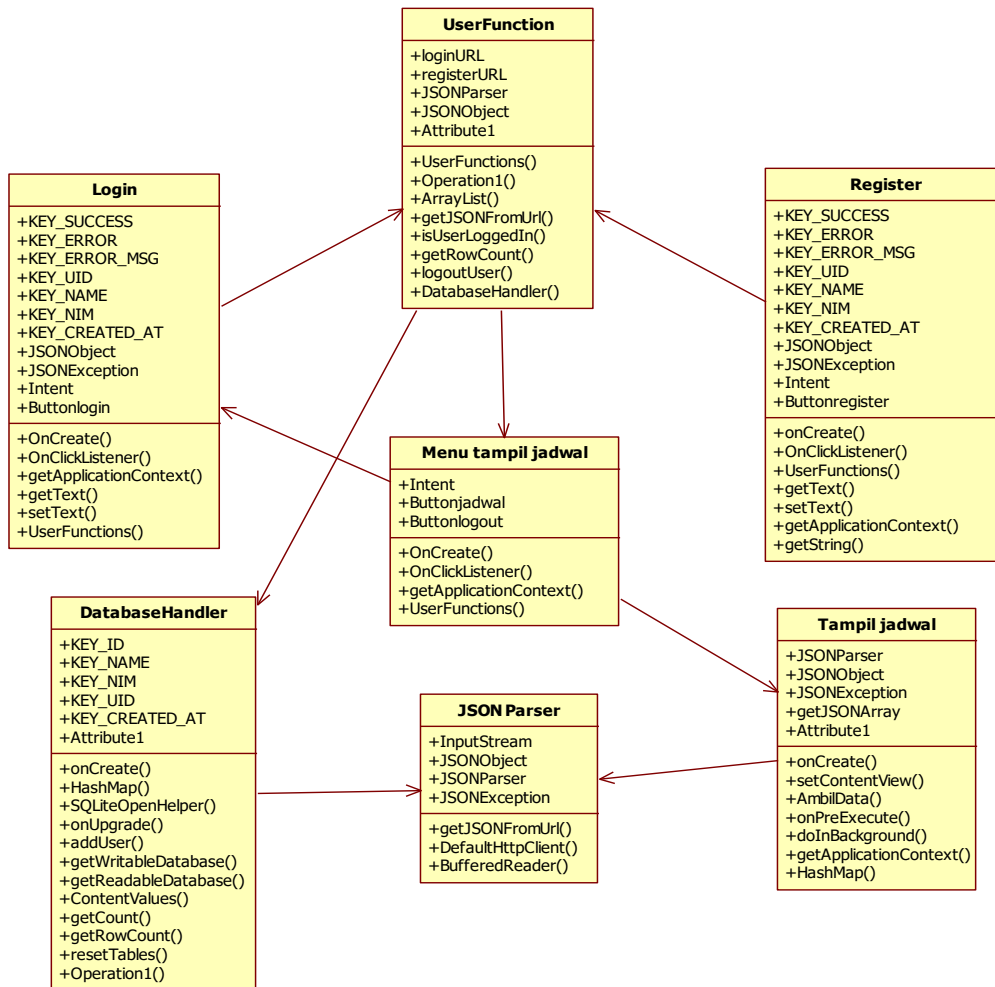 UserFunction
+loginURL
+registerURL
+JSONParser
+JSONObject
+Attribute1
+UserFunctions()
+Operation1()
+ArrayList()
+getJSONFromUrl()
+isUserLoggedIn()
+getRowCount()
+logoutUser()
+DatabaseHandler()
Login
+KEY_SUCCESS
+KEY_ERROR
+KEY_ERROR_MSG
+KEY_UID
+KEY_NAME
+KEY_NIM
+KEY_CREATED_AT
+JSONObject
+JSONException
+Intent
+Buttonlogin
+OnCreate()
+OnClickListener()
+getApplicationContext()
+getText()
+setText()
+UserFunctions()
Register
+KEY_SUCCESS
+KEY_ERROR
+KEY_ERROR_MSG
+KEY_UID
+KEY_NAME
+KEY_NIM
+KEY_CREATED_AT
+JSONObject
+JSONException
+Intent
+Buttonregister
+onCreate()
+OnClickListener()
+UserFunctions()
+getText()
+setText()
+getApplicationContext()
+getString()
Menu tampil jadwal
+Intent
+Buttonjadwal
+Buttonlogout
+OnCreate()
+OnClickListener()
+getApplicationContext()
+UserFunctions()
DatabaseHandler
+KEY_ID
+KEY_NAME
+KEY_NIM
+KEY_UID
+KEY_CREATED_AT
+Attribute1
+onCreate()
+HashMap()
+SQLiteOpenHelper()
+onUpgrade()
+addUser()
+getWritableDatabase()
+getReadableDatabase()
+ContentValues()
+getCount()
+getRowCount()
+resetTables()
+Operation1()
JSON Parser
+InputStream
+JSONObject
+JSONParser
+JSONException
+getJSONFromUrl()
+DefaultHttpClient()
+BufferedReader()
Tampil jadwal
+JSONParser
+JSONObject
+JSONException
+getJSONArray
+Attribute1
+onCreate()
+setContentView()
+AmbilData()
+onPreExecute()
+doInBackground()
+getApplicationContext()
+HashMap()